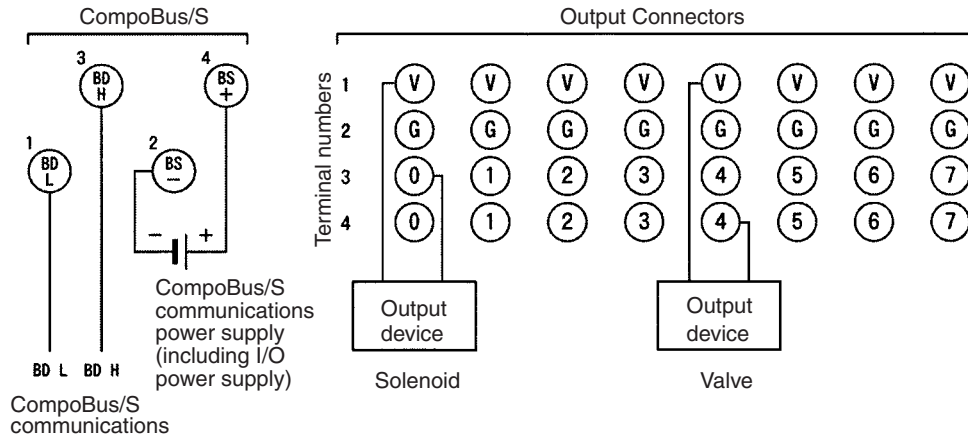 CompoBus/S
3
BD
H
4
BS
+
1
BD
L
2
BS
–
– +
CompoBus/S
communications
power supply
(including I/O
power supply)
BD L BD H
CompoBus/S
communications
Output Connectors
Terminal numbers
1 V V V V V V V V
2 G G G G G G G G
3 0 1 2 3 4 5 6 7
4 0 1 2 3 4 5 6 7
Output
device
Solenoid
Output
device
Valve